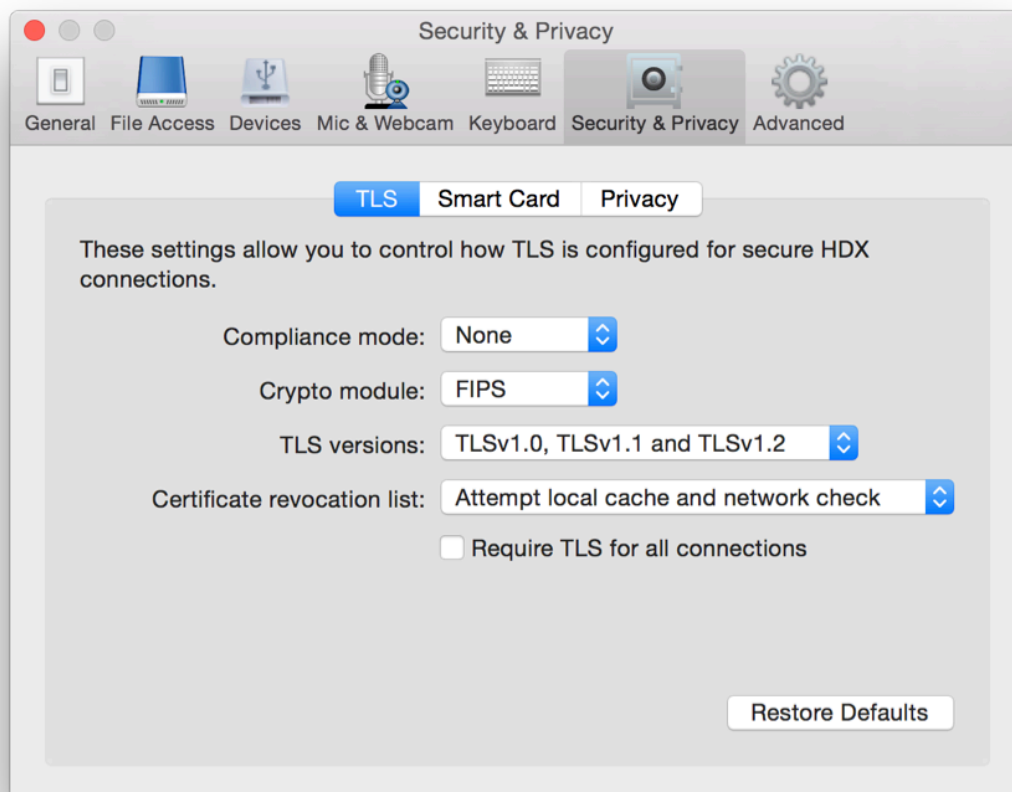 Security & Privacy
General File Access Devices Mic & Webcam Keyboard Security & Privacy Advanced
TLS Smart Card Privacy
These settings allow you to control how TLS is configured for secure HDX
connections.
Compliance mode: None
Crypto module: FIPS
TLS versions: TLSv1.0, TLSv1.1 and TLSv1.2
Certificate revocation list: Attempt local cache and network check
Require TLS for all connections
Restore Defaults